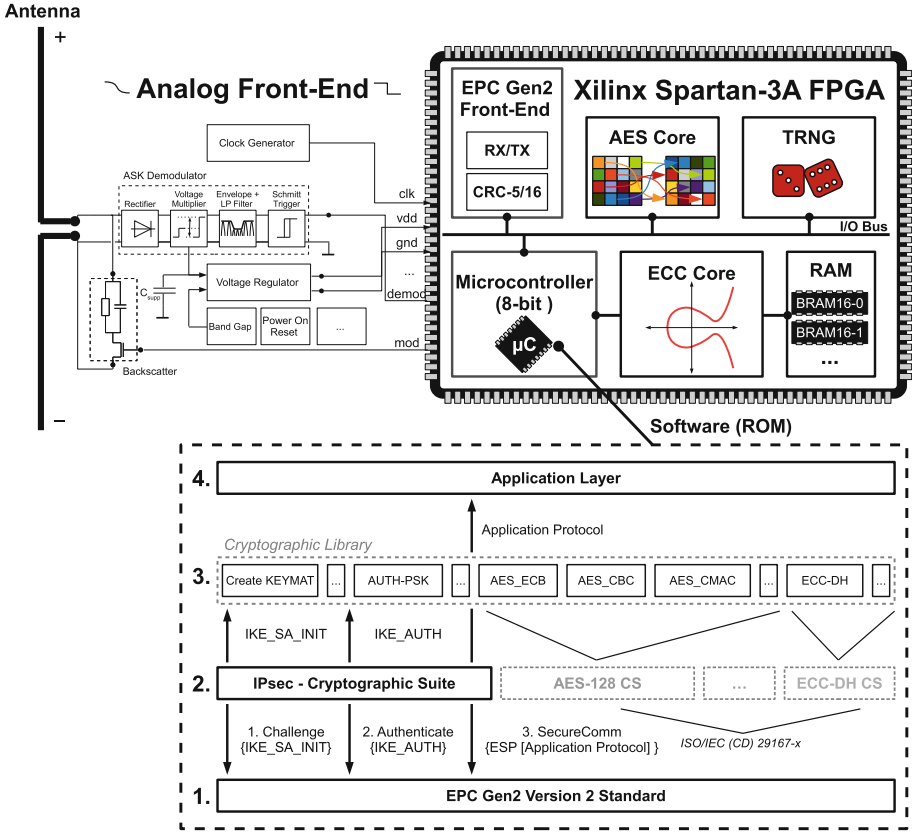 Antenna
+
Analog Front-End
Clock Generator
ASK Demodulator
Rectifier
Voltage
Multiplier
Envelope +
LP Filter
Schmitt
Trigger
Csupp
Voltage Regulator
Band Gap
Power On
Reset
...
Backscatter
–
clk
vdd
gnd
...
demod
mod
Xilinx Spartan-3A FPGA
EPC Gen2
Front-End
RX/TX
CRC-5/16
AES Core
TRNG
I/O Bus
Microcontroller
(8-bit )
µC
ECC Core
RAM
BRAM16-0
BRAM16-1
...
Software (ROM)
4.
Application Layer
Application Protocol
Cryptographic Library
3.
Create KEYMAT
...
AUTH-PSK
...
AES_ECB
AES_CBC
AES_CMAC
...
ECC-DH
...
IKE_SA_INIT
IKE_AUTH
2.
IPsec - Cryptographic Suite
AES-128 CS
...
ECC-DH CS
1. Challenge
{IKE_SA_INIT}
2. Authenticate
{IKE_AUTH}
3. SecureComm
{ESP [Application Protocol] }
ISO/IEC (CD) 29167-x
1.
EPC Gen2 Version 2 Standard